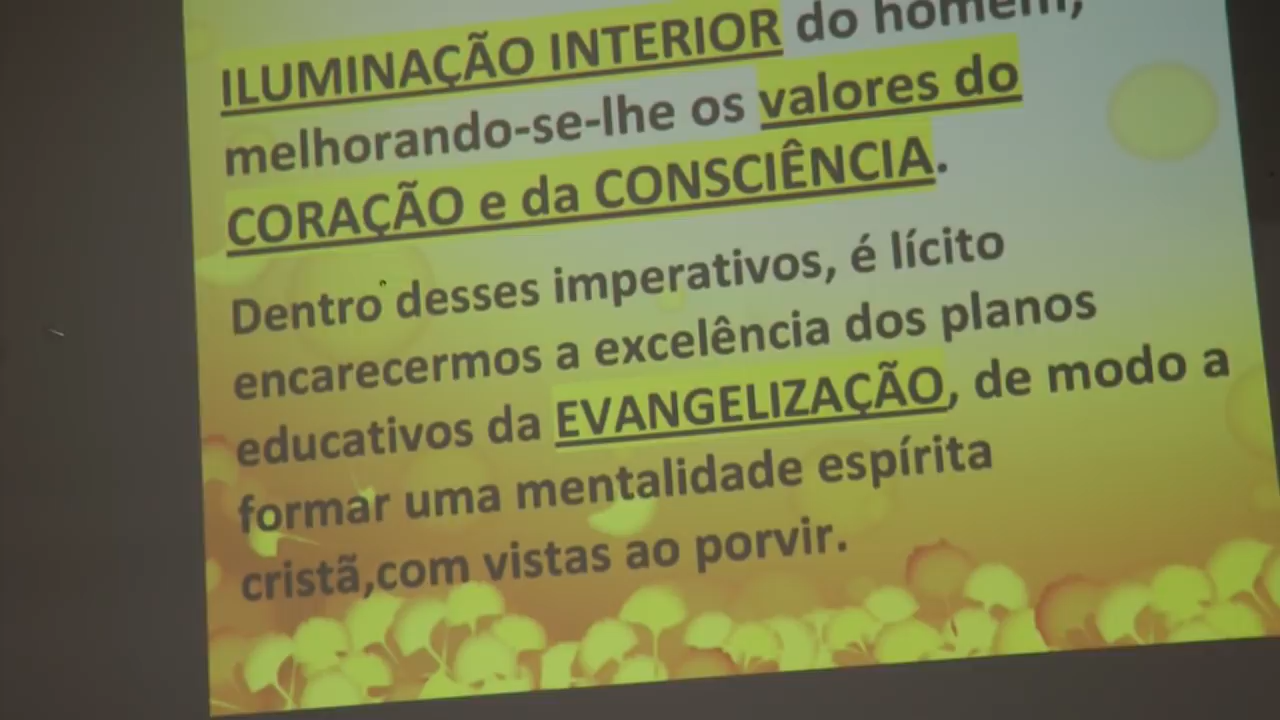 ILUMINAÇÃO INTERIOR do homem,
melhorando-se-lhe os valores do
CORAÇÃO e da CONSCIÊNCIA.
Dentro desses imperativos, é lícito
encarecermos a excelência dos planos
educativos da EVANGELIZAÇÃO, de modo a
formar uma mentalidade espírita
cristã,com vistas ao porvir.